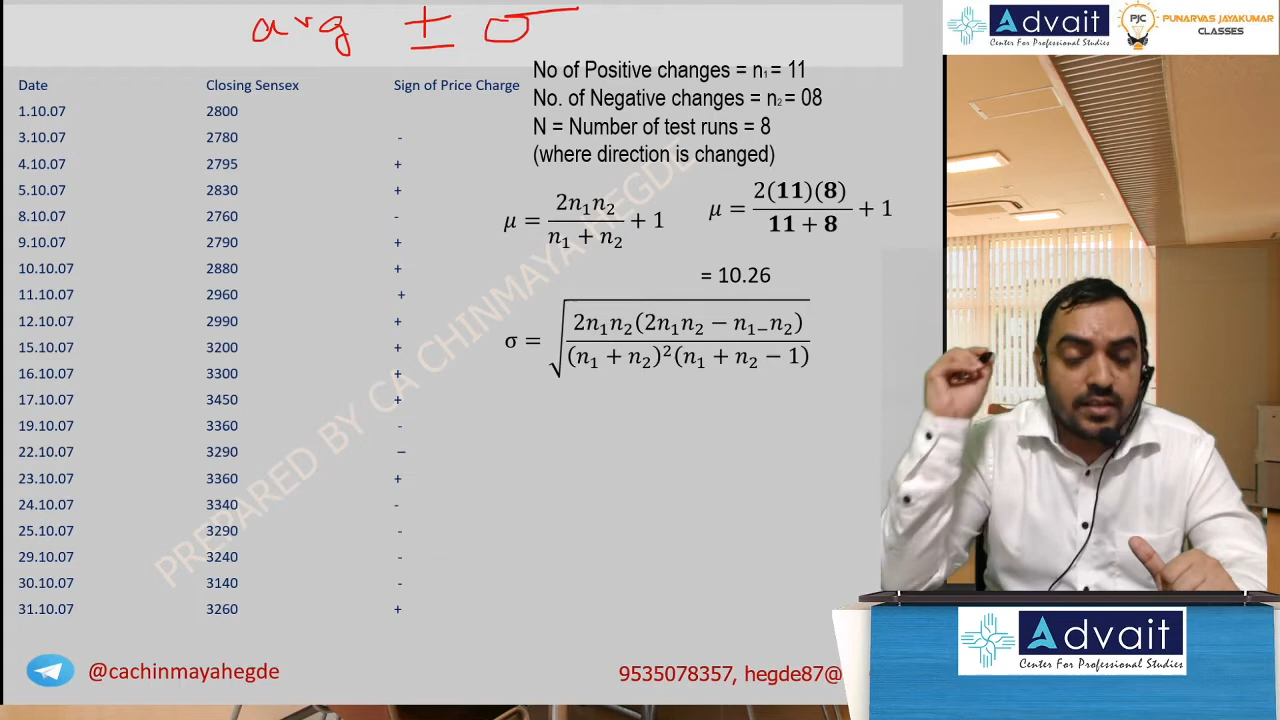 avg ± σ
Advait
Center For Professional Studies
PJC
PUNARVAS JAYAKUMAR
CLASSES
Date Closing Sensex Sign of Price Charge
1.10.07 2800
3.10.07 2780 -
4.10.07 2795 +
5.10.07 2830 +
8.10.07 2760 -
9.10.07 2790 +
10.10.07 2880 +
11.10.07 2960 +
12.10.07 2990 +
15.10.07 3200 +
16.10.07 3300 +
17.10.07 3450 +
19.10.07 3360 -
22.10.07 3290 –
23.10.07 3360 +
24.10.07 3340 -
25.10.07 3290 -
29.10.07 3240 -
30.10.07 3140 -
31.10.07 3260 +
No of Positive changes = n₁ = 11
No. of Negative changes = n₂ = 08
N = Number of test runs = 8
(where direction is changed)
μ = 2n₁n₂ / (n₁ + n₂) + 1
μ = 2(11)(8) / (11 + 8) + 1
= 10.26
σ = √(2n₁n₂(2n₁n₂ − n₁₋n₂) / (n₁ + n₂)²(n₁ + n₂ − 1))
PREPARED BY CA CHINMAYA HEGDE
@cachinmayahegde
9535078357, hegde87@
Advait
Center For Professional Studies